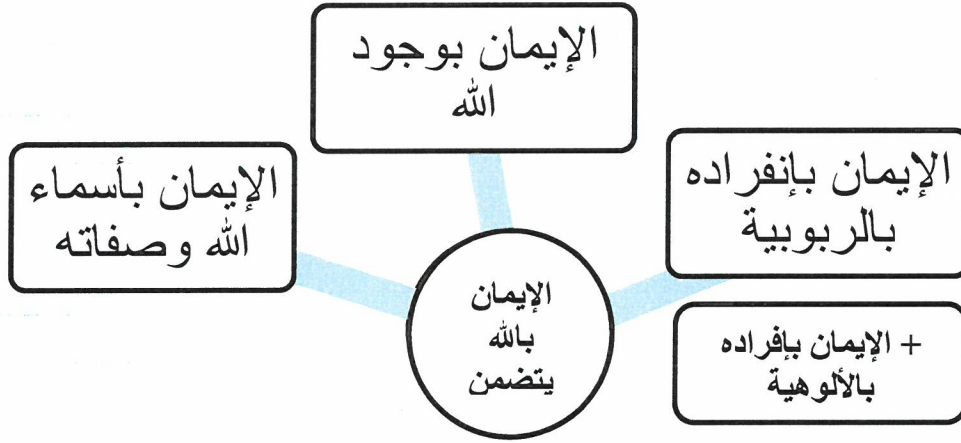 الإيمان بوجود
الله
الإيمان بإنفراده
بالربوبية
+ الإيمان بإفراده
بالألوهية
الإيمان بأسماء
الله وصفاته
الإيمان
بالله
يتضمن